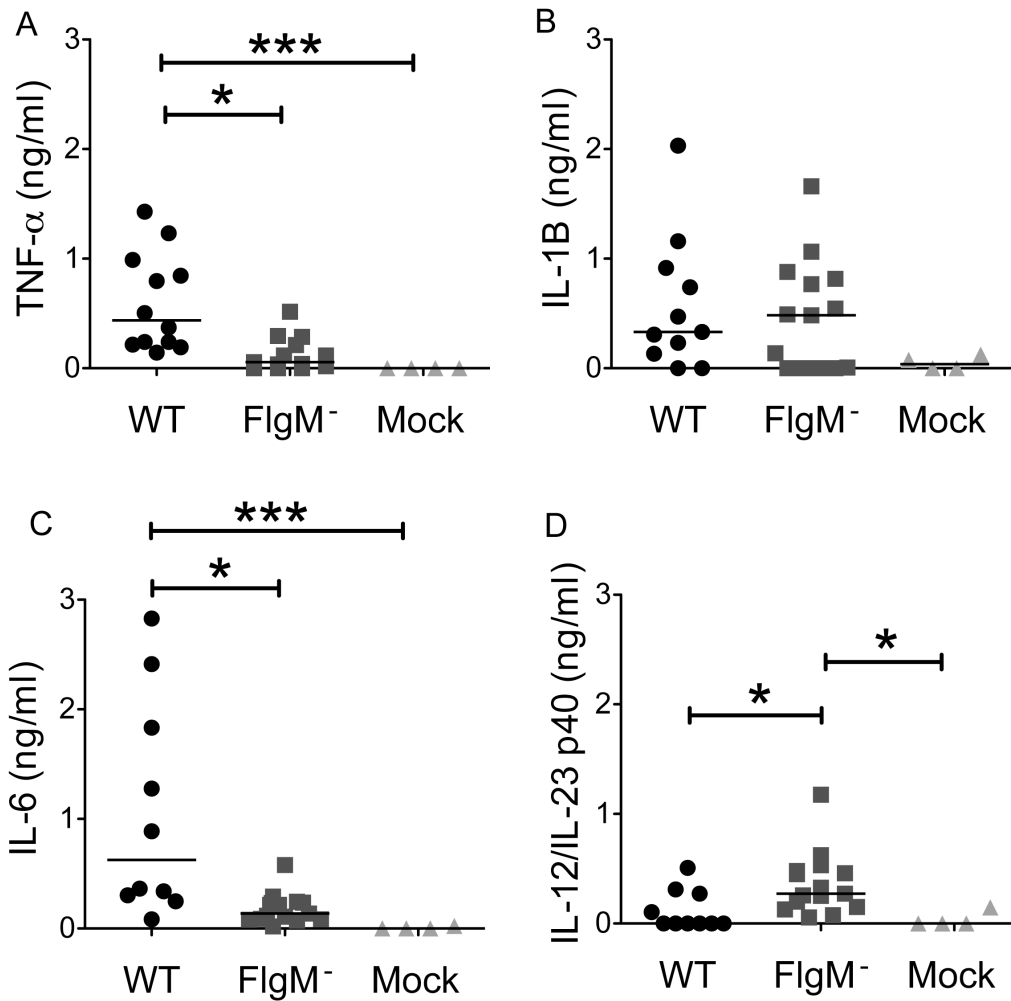 A
TNF-α (ng/ml)
3
2
1
0
***
*
WT
FlgM⁻
Mock
B
IL-1B (ng/ml)
3
2
1
0
WT
FlgM⁻
Mock
C
IL-6 (ng/ml)
3
2
1
0
***
*
WT
FlgM⁻
Mock
D
IL-12/IL-23 p40 (ng/ml)
3
2
1
0
*
*
WT
FlgM⁻
Mock